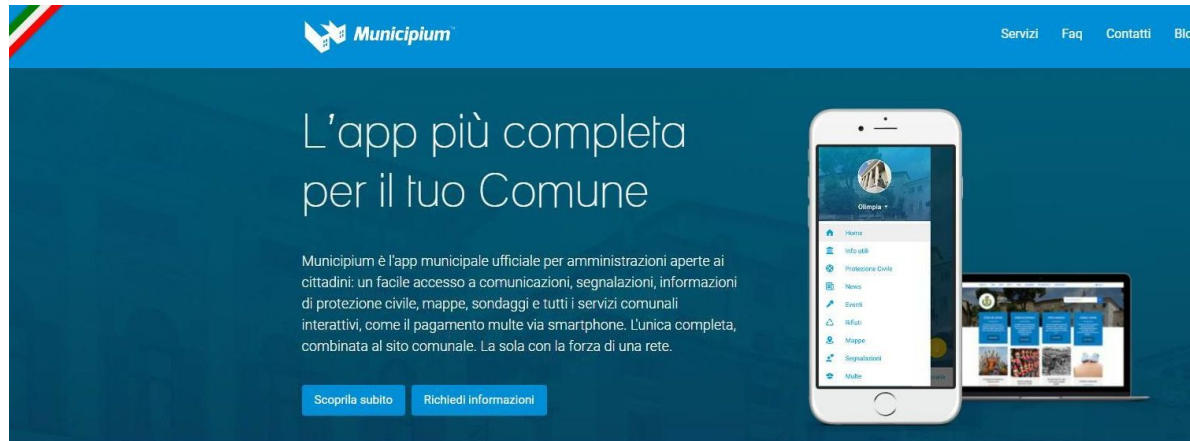 Municipium™
Servizi Faq Contatti Blo
L'app più completa
per il tuo Comune
Municipium è l'app municipale ufficiale per amministrazioni aperte ai
cittadini: un facile accesso a comunicazioni, segnalazioni, informazioni
di protezione civile, mappe, sondaggi e tutti i servizi comunali
interattivi, come il pagamento multe via smartphone. L'unica completa,
combinata al sito comunale. La sola con la forza di una rete.
Scoprila subito Richiedi informazioni
Olimpia
Home
Info utili
Protezione Civile
News
Eventi
Rifiuti
Mappe
Segnalazioni
Multe